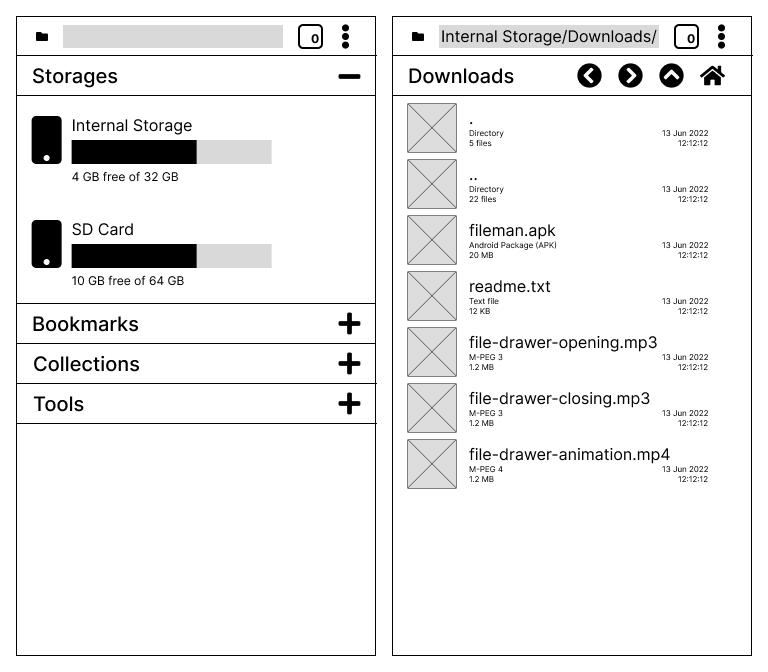 0
Storages
Internal Storage
4 GB free of 32 GB
SD Card
10 GB free of 64 GB
Bookmarks
Collections
Tools
Internal Storage/Downloads/
0
Downloads
.
Directory
13 Jun 2022
5 files
12:12:12
..
Directory
13 Jun 2022
22 files
12:12:12
fileman.apk
Android Package (APK)
13 Jun 2022
20 MB
12:12:12
readme.txt
Text file
13 Jun 2022
12 KB
12:12:12
file-drawer-opening.mp3
M-PEG 3
13 Jun 2022
1.2 MB
12:12:12
file-drawer-closing.mp3
M-PEG 3
13 Jun 2022
1.2 MB
12:12:12
file-drawer-animation.mp4
M-PEG 4
13 Jun 2022
1.2 MB
12:12:12